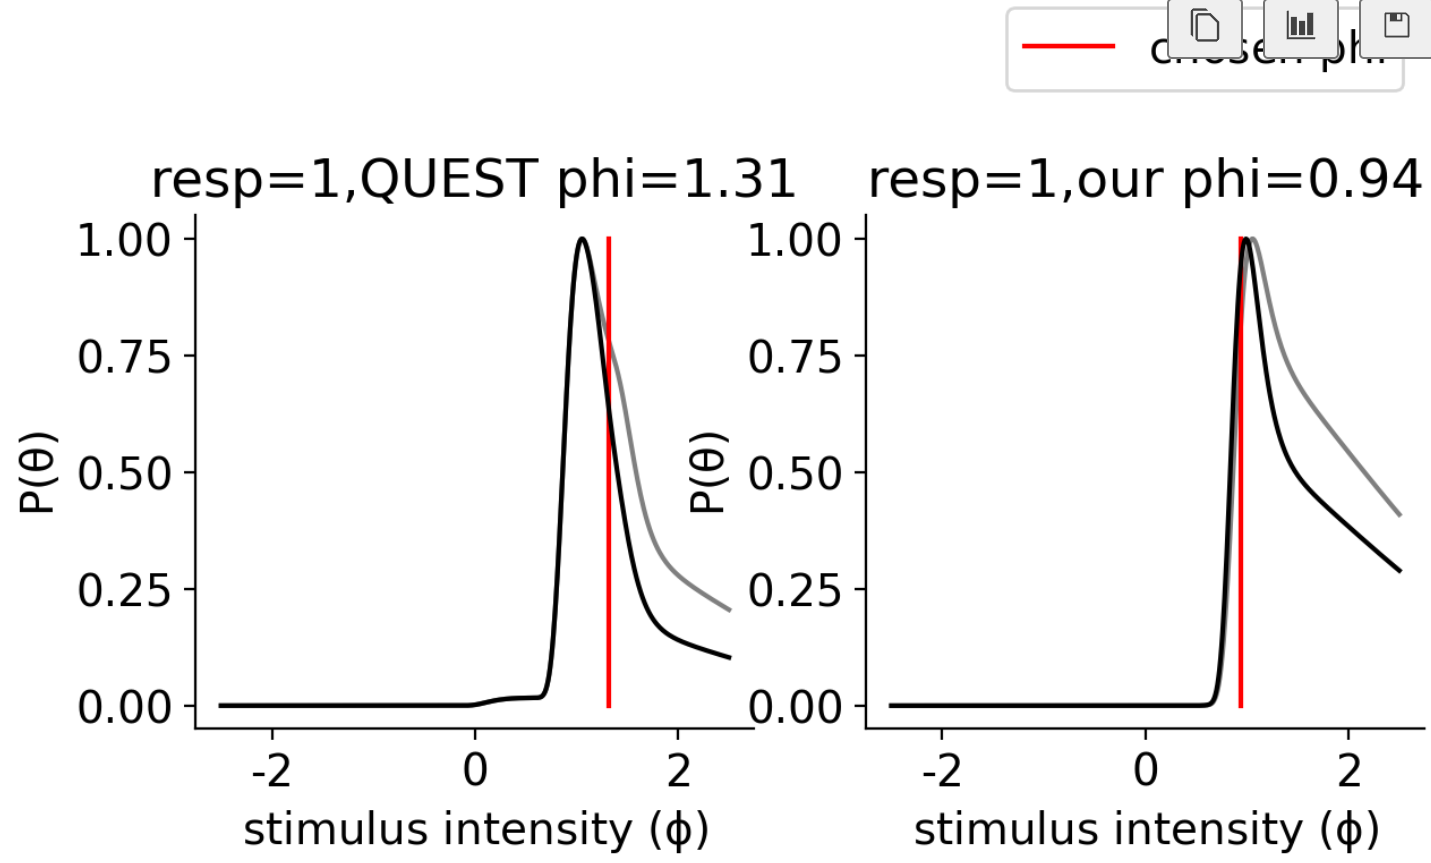 resp=1,QUEST phi=1.31
resp=1,our phi=0.94
1.00
0.75
0.50
0.25
0.00
P(θ)
-2 0 2
stimulus intensity (ϕ)
1.00
0.75
0.50
0.25
0.00
P(θ)
-2 0 2
stimulus intensity (ϕ)